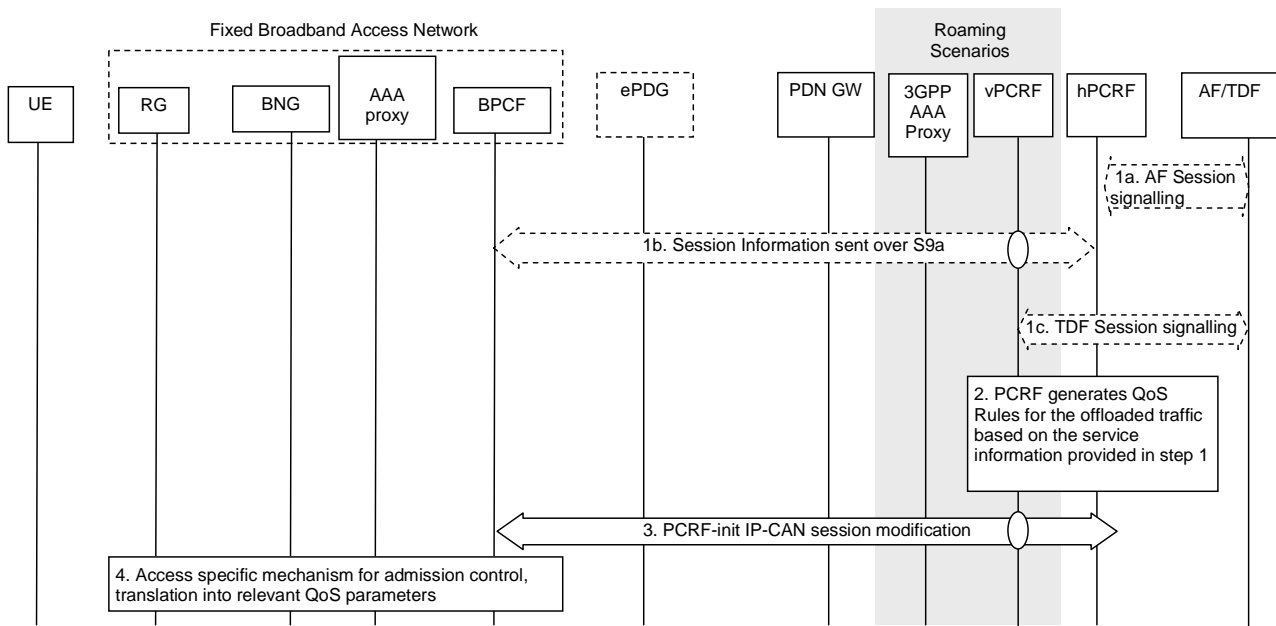 Fixed Broadband Access Network
Roaming
Scenarios
UE
RG
BNG
AAA
proxy
BPCF
ePDG
PDN GW
3GPP
AAA
Proxy
vPCRF
hPCRF
AF/TDF
1a. AF Session
signalling
1b. Session Information sent over S9a
1c. TDF Session signalling
2. PCRF generates QoS
Rules for the offloaded traffic
based on the service
information provided in step 1
3. PCRF-init IP-CAN session modification
4. Access specific mechanism for admission control,
translation into relevant QoS parameters